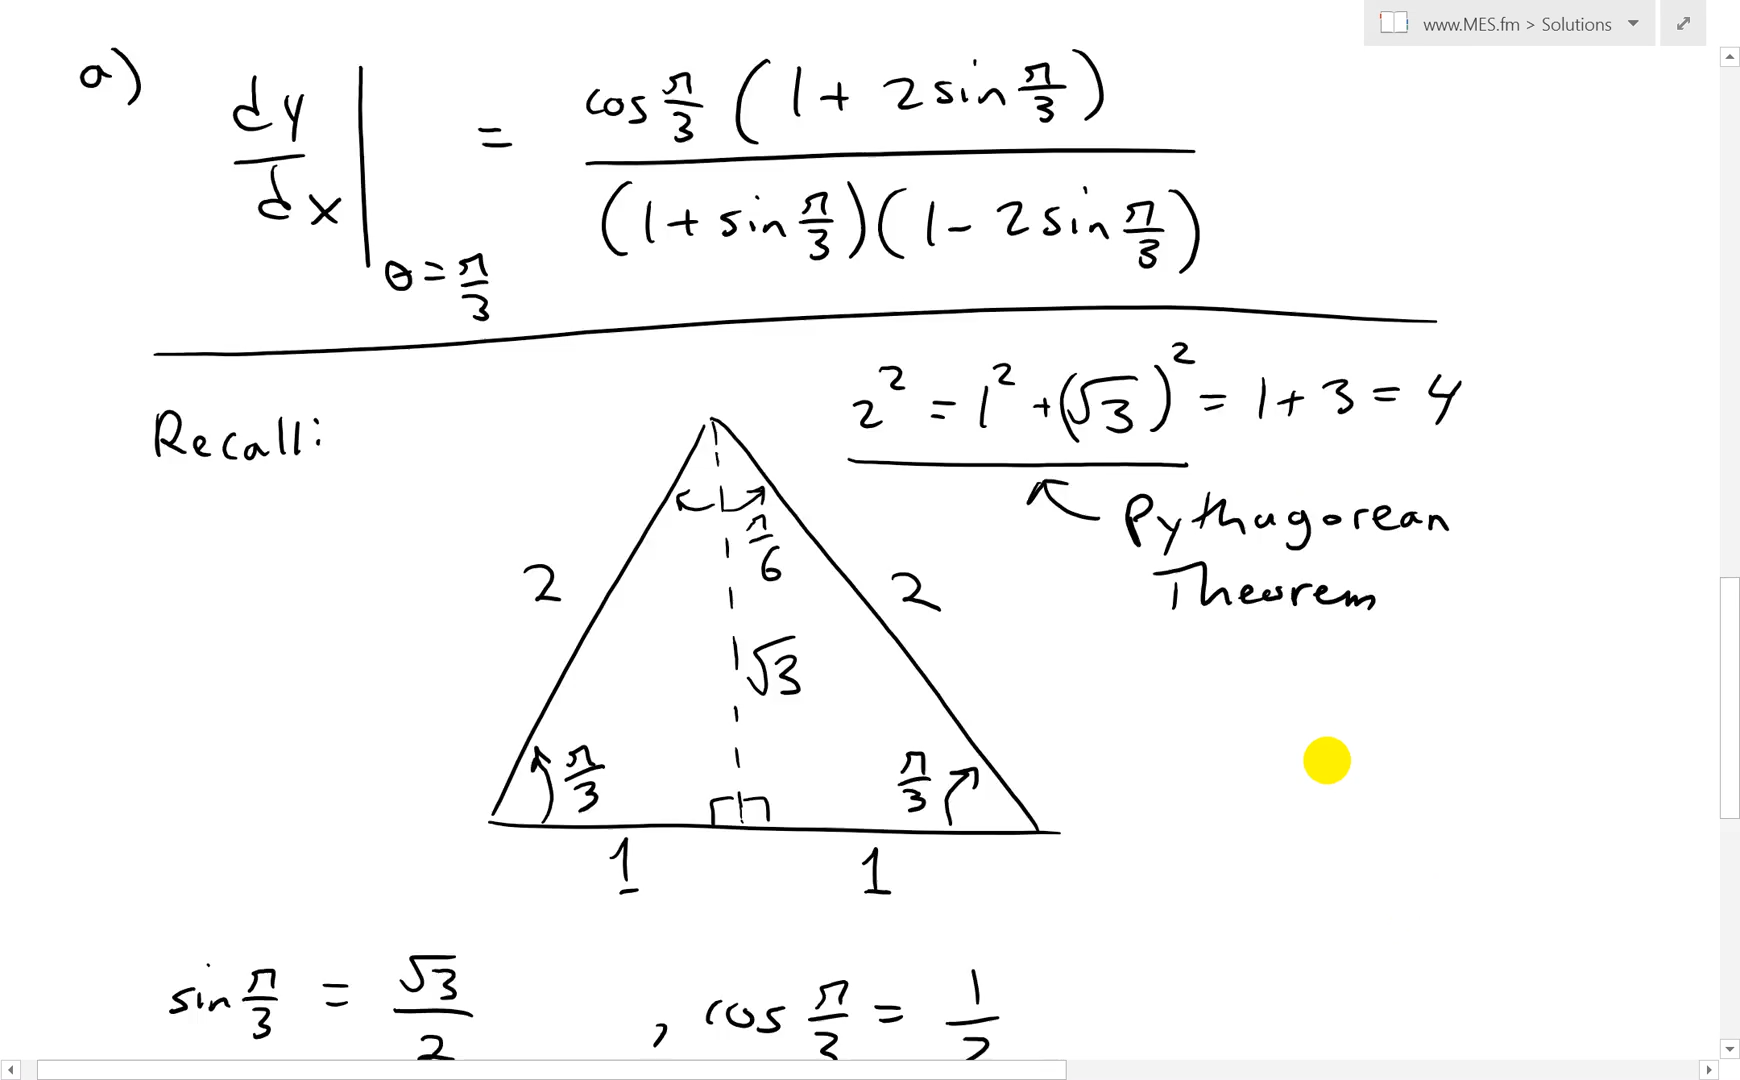 www.MES.fm > Solutions
a) dy/dx |θ=π/3 = cos π/3 (1 + 2 sin π/3) / (1 + sin π/3)(1 - 2 sin π/3)
Recall:
2² = 1² + (√3)² = 1 + 3 = 4
Pythagorean
Theorem
π/6
2
2
√3
π/3
π/3
1
1
sin π/3 = √3/2 , cos π/3 = 1/2